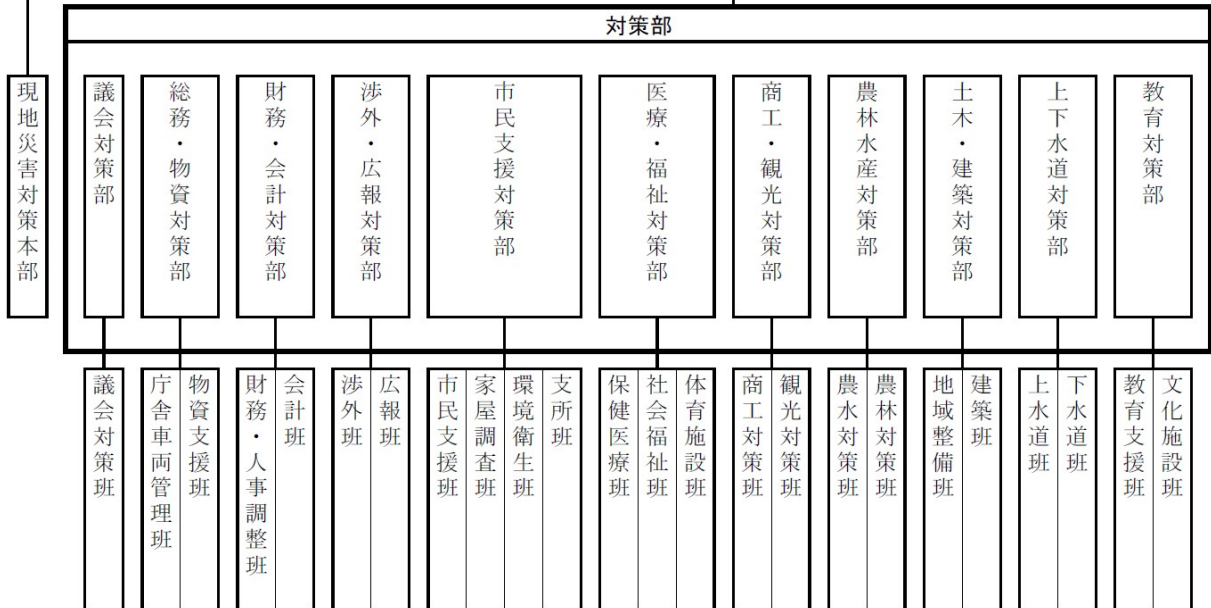 対策部
現地災害対策本部
議会対策部
総務・物資対策部
財務・会計対策部
渉外・広報対策部
市民支援対策部
医療・福祉対策部
商工・観光対策部
農林水産対策部
土木・建築対策部
上下水道対策部
教育対策部
議会対策班
庁舎車両管理班
物資支援班
財務・人事調整班
会計班
渉外班
広報班
市民支援班
家屋調査班
環境衛生班
支所班
保健医療班
社会福祉班
体育施設班
商工対策班
観光対策班
農水対策班
農林対策班
地域整備班
建築班
上水道班
下水道班
教育支援班
文化施設班